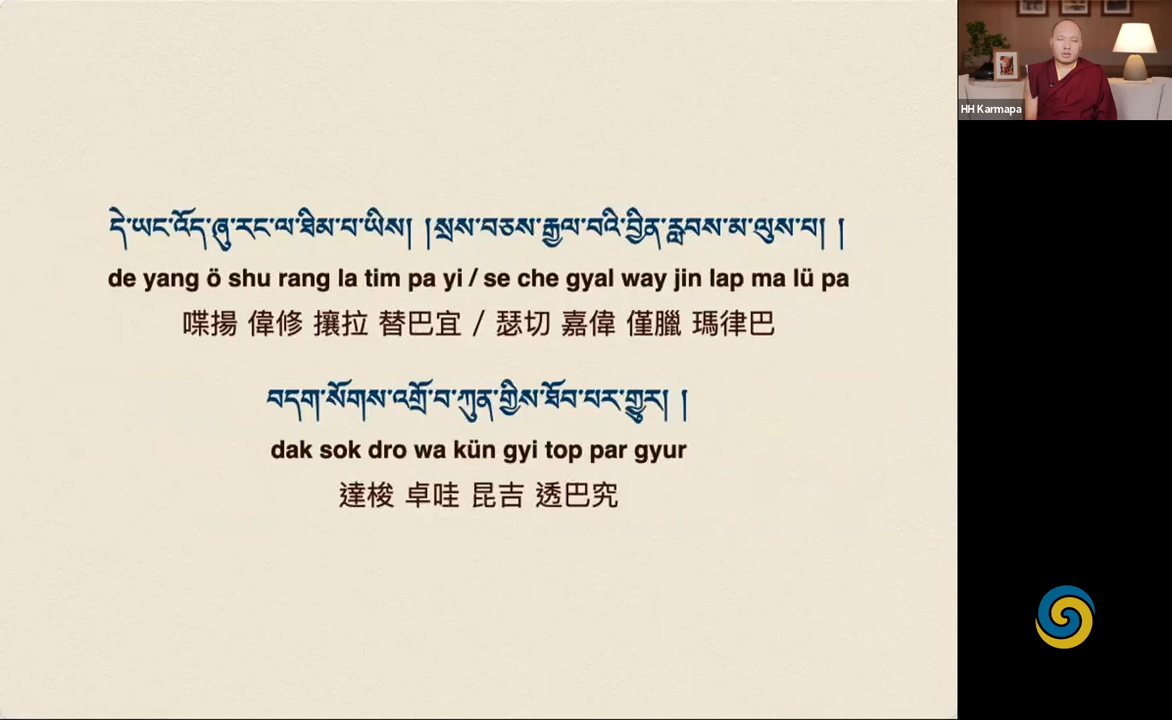 དེ་ཡང་འོད་ཞུ་རང་ལ་ཐིམ་པ་ཡིས། །སྲས་བཅས་རྒྱལ་བའི་བྱིན་རླབས་མ་ལུས་པ། །
de yang ö shu rang la tim pa yi / se che gyal way jin lap ma lü pa
喋揚 偉修 攘拉 替巴宜 / 瑟切 嘉偉 僅臘 瑪律巴
བདག་སོགས་འགྲོ་བ་ཀུན་གྱིས་ཐོབ་པར་གྱུར། །
dak sok dro wa kün gyi top par gyur
達梭 卓哇 昆吉 透巴究
HH Karmapa